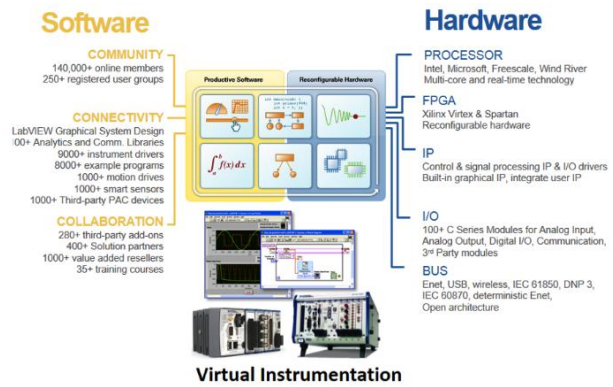 Software
Hardware
COMMUNITY
140,000+ online members
250+ registered user groups
CONNECTIVITY
LabVIEW Graphical System Design
00+ Analytics and Comm. Libraries
9000+ instrument drivers
8000+ example programs
1000+ motion drives
1000+ smart sensors
1000+ Third-party PAC devices
COLLABORATION
280+ third-party add-ons
400+ Solution partners
1000+ value added resellers
35+ training courses
Productive Software
Reconfigurable Hardware
∫ₐᵇ f(x) dx
PROCESSOR
Intel, Microsoft, Freescale, Wind River
Multi-core and real-time technology
FPGA
Xilinx Virtex & Spartan
Reconfigurable hardware
IP
Control & signal processing IP & I/O drivers
Built-in graphical IP, integrate user IP
I/O
100+ C Series Modules for Analog Input,
Analog Output, Digital I/O, Communication,
3rd Party modules
BUS
Enet, USB, wireless, IEC 61850, DNP 3,
IEC 60870, deterministic Enet,
Open architecture
Virtual Instrumentation